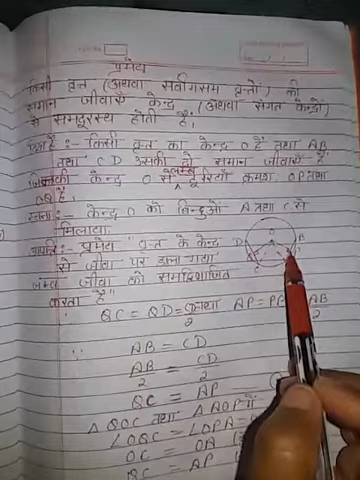 प्रमेय
किसी वृत्त (अथवा सर्वांगसम वृत्तों) की
समान जीवाएँ केन्द्र (अथवा संगत केन्द्रों)
से समदूरस्थ होती है।
किसी वृत्त का केन्द्र O है तथा AB
तथा CD उसकी दो समान जीवाएँ है
जिनकी केन्द्र O से लम्ब दूरियाँ क्रमशः OP तथा
OQ है।
रचना :- केन्द्र O को बिन्दुओं A तथा C से
मिलाया
उपपत्ति :- प्रमेय "वृत्त के केन्द्र
से जीवा पर डाला गया
लम्ब जीवा को समद्विभाजित
करता है"
O
D
B
A
P
C
QC = QD = तथा AP = PB AB
2 2
∵ AB = CD
AB/2 = CD/2
QC = AP
Δ QOC तथा Δ AOP में
∠OQC = ∠OPA =
OC = OA
QC = AP